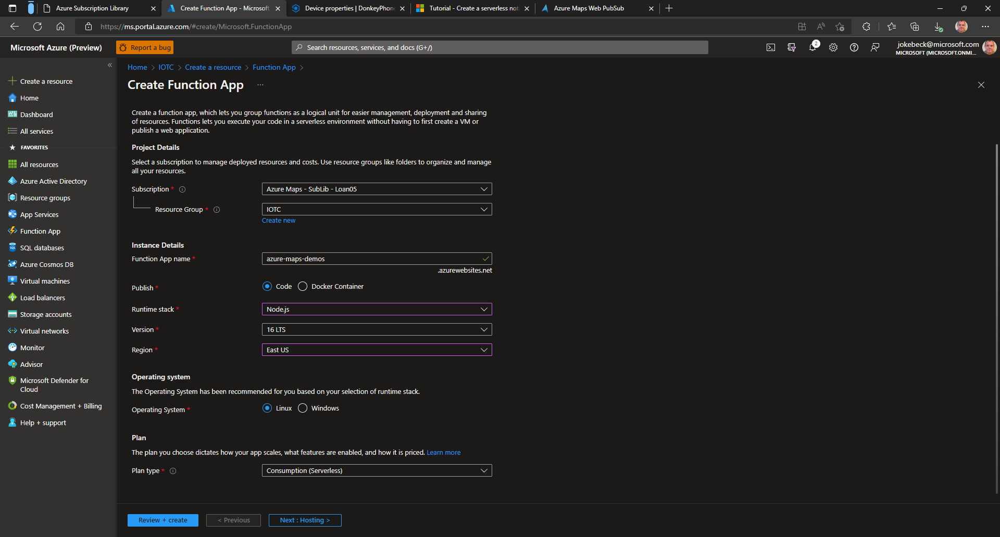 Azure Subscription Library
Create Function App - Microsoft
Device properties | DonkeyPhon
Tutorial - Create a serverless not
Azure Maps Web PubSub
https://ms.portal.azure.com/#create/Microsoft.FunctionApp
Microsoft Azure (Preview)
Report a bug
Search resources, services, and docs (G+/)
2
jokebeck@microsoft.com
MICROSOFT (MICROSOFT.ONMI...
Create a resource
Home
Dashboard
All services
FAVORITES
All resources
Azure Active Directory
Resource groups
App Services
Function App
SQL databases
Azure Cosmos DB
Virtual machines
Load balancers
Storage accounts
Virtual networks
Monitor
Advisor
Microsoft Defender for
Cloud
Cost Management + Billing
Help + support
Home > IOTC > Create a resource > Function App >
Create Function App ...
Create a function app, which lets you group functions as a logical unit for easier management, deployment and sharing
of resources. Functions lets you execute your code in a serverless environment without having to first create a VM or
publish a web application.
Project Details
Select a subscription to manage deployed resources and costs. Use resource groups like folders to organize and manage
all your resources.
Subscription * Azure Maps - SubLib - Loan05
Resource Group * IOTC
Create new
Instance Details
Function App name * azure-maps-demos
.azurewebsites.net
Publish * Code Docker Container
Runtime stack * Node.js
Version * 16 LTS
Region * East US
Operating system
The Operating System has been recommended for you based on your selection of runtime stack.
Operating System * Linux Windows
Plan
The plan you choose dictates how your app scales, what features are enabled, and how it is priced. Learn more
Plan type * Consumption (Serverless)
Review + create
< Previous
Next : Hosting >